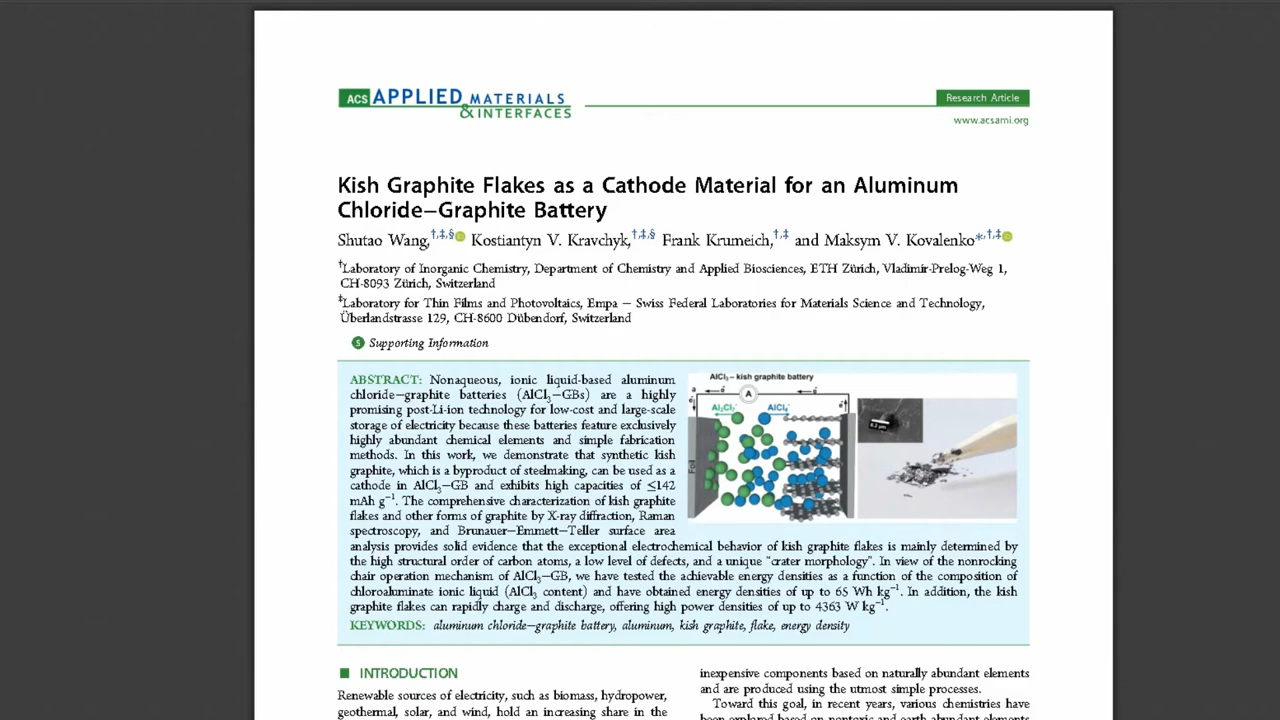 ACS APPLIED MATERIALS
& INTERFACES
Research Article
www.acsami.org
Kish Graphite Flakes as a Cathode Material for an Aluminum
Chloride−Graphite Battery
Shutao Wang,†,‡,§ Kostiantyn V. Kravchyk,†,‡,§ Frank Krumeich,†,‡ and Maksym V. Kovalenko*,†,‡
†Laboratory of Inorganic Chemistry, Department of Chemistry and Applied Biosciences, ETH Zürich, Vladimir-Prelog-Weg 1,
CH-8093 Zürich, Switzerland
‡Laboratory for Thin Films and Photovoltaics, Empa − Swiss Federal Laboratories for Materials Science and Technology,
Überlandstrasse 129, CH-8600 Dübendorf, Switzerland
S Supporting Information
ABSTRACT: Nonaqueous, ionic liquid-based aluminum
chloride−graphite batteries (AlCl3−GBs) are a highly
promising post-Li-ion technology for low-cost and large-scale
storage of electricity because these batteries feature exclusively
highly abundant chemical elements and simple fabrication
methods. In this work, we demonstrate that synthetic kish
graphite, which is a byproduct of steelmaking, can be used as a
cathode in AlCl3−GB and exhibits high capacities of ≤142
mAh g−1. The comprehensive characterization of kish graphite
flakes and other forms of graphite by X-ray diffraction, Raman
spectroscopy, and Brunauer−Emmett−Teller surface area
analysis provides solid evidence that the exceptional electrochemical behavior of kish graphite flakes is mainly determined by
the high structural order of carbon atoms, a low level of defects, and a unique "crater morphology". In view of the nonrocking
chair operation mechanism of AlCl3−GB, we have tested the achievable energy densities as a function of the composition of
chloroaluminate ionic liquid (AlCl3 content) and have obtained energy densities of up to 65 Wh kg−1. In addition, the kish
graphite flakes can rapidly charge and discharge, offering high power densities of up to 4363 W kg−1.
AlCl3 – kish graphite battery
A
Al2Cl7-
AlCl4-
KEYWORDS: aluminum chloride−graphite battery, aluminum, kish graphite, flake, energy density
■ INTRODUCTION
Renewable sources of electricity, such as biomass, hydropower,
geothermal, solar, and wind, hold an increasing share in the
inexpensive components based on naturally abundant elements
and are produced using the utmost simple processes.
Toward this goal, in recent years, various chemistries have
been explored based on nontoxic and earth abundant elements